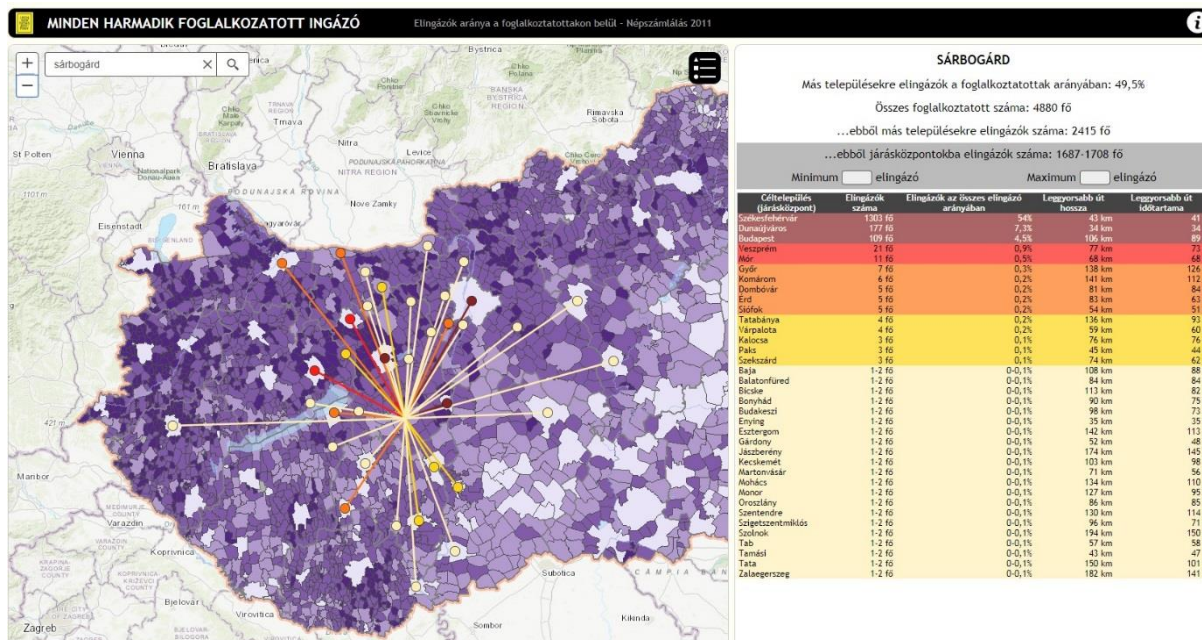 MINDEN HARMADIK FOGLALKOZATOTT INGÁZÓ
Elingázók aránya a foglalkoztatottakon belül - Népszámlálás 2011
sárbogárd
Bystrica
BANSKÁ BYSTRICA REGION
Rimavska Sobota
Trnava
Nitra
Levice
PODUNAJSKÁ PAHORKATINA
NITRA REGION
Nove Zamky
PODUNAJSKÁ ROVINA
St Polten
Vienna
Bratislava
Eisenstadt
421 m
Maribor
Varazdin
Koprivnica
Bjelovar
Virovitica
Zagreb
Subotica
Sombor
Kikinda
SÁRBOGÁRD
Más településekre elingázók a foglalkoztatottak arányában: 49,5%
Összes foglalkoztatott száma: 4880 fő
...ebből más településekre elingázók száma: 2415 fő
...ebből járásközpontokba elingázók száma: 1687-1708 fő
Minimum elingázó Maximum elingázó
Céltelepülés (járásközpont) Elingázók száma Elingázók az összes elingázó arányában Leggyorsabb út hossza Leggyorsabb út időtartama
Székesfehérvár 1303 fő 54% 43 km 41
Dunaújváros 177 fő 7,3% 34 km 34
Budapest 109 fő 4,5% 106 km 89
Veszprém 21 fő 0,9% 77 km 73
Mór 11 fő 0,5% 68 km 68
Győr 7 fő 0,3% 138 km 126
Komárom 6 fő 0,2% 141 km 112
Dombóvár 5 fő 0,2% 81 km 84
Érd 5 fő 0,2% 83 km 63
Siófok 5 fő 0,2% 54 km 51
Tatabánya 4 fő 0,2% 136 km 93
Várpalota 4 fő 0,2% 59 km 60
Kalocsa 3 fő 0,1% 76 km 76
Paks 3 fő 0,1% 45 km 44
Szekszárd 3 fő 0,1% 74 km 62
Baja 1-2 fő 0-0,1% 108 km 88
Balatonfüred 1-2 fő 0-0,1% 84 km 84
Bicske 1-2 fő 0-0,1% 113 km 82
Bonyhád 1-2 fő 0-0,1% 90 km 75
Budakeszi 1-2 fő 0-0,1% 98 km 73
Enying 1-2 fő 0-0,1% 35 km 35
Esztergom 1-2 fő 0-0,1% 142 km 113
Gárdony 1-2 fő 0-0,1% 52 km 48
Jászberény 1-2 fő 0-0,1% 174 km 145
Kecskemét 1-2 fő 0-0,1% 103 km 98
Martonvásár 1-2 fő 0-0,1% 71 km 56
Mohács 1-2 fő 0-0,1% 134 km 110
Monor 1-2 fő 0-0,1% 127 km 95
Oroszlány 1-2 fő 0-0,1% 86 km 85
Szentendre 1-2 fő 0-0,1% 130 km 114
Szigetszentmiklós 1-2 fő 0-0,1% 96 km 71
Szolnok 1-2 fő 0-0,1% 194 km 150
Tab 1-2 fő 0-0,1% 57 km 58
Tamási 1-2 fő 0-0,1% 43 km 47
Tata 1-2 fő 0-0,1% 150 km 101
Zalaegerszeg 1-2 fő 0-0,1% 182 km 141